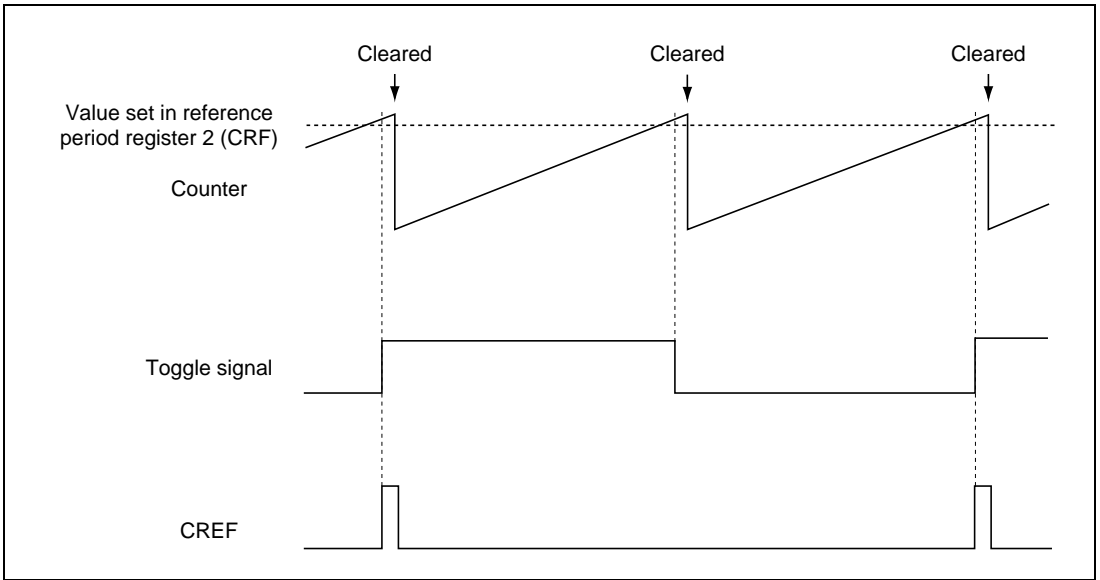 Cleared Cleared Cleared
Value set in reference
period register 2 (CRF)
Counter
Toggle signal
CREF